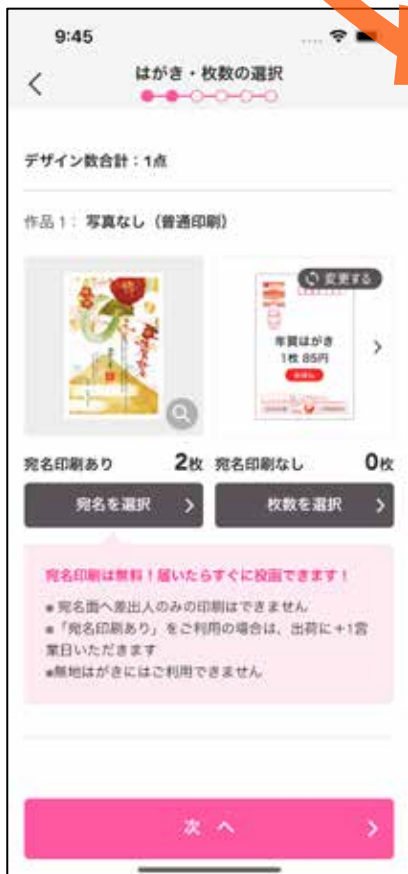 9:45
はがき・枚数の選択
デザイン数合計：1点
作品1： 写真なし（普通印刷）
変更する
年賀はがき
1枚 85円
宛名印刷あり 2枚 宛名印刷なし 0枚
宛名を選択 枚数を選択
宛名印刷は無料！届いたらすぐに投函できます！
● 宛名面へ差出人のみの印刷はできません
● 「宛名印刷あり」をご利用の場合は、出荷に＋1営
業日いただきます
●無地はがきにはご利用できません
次 へ